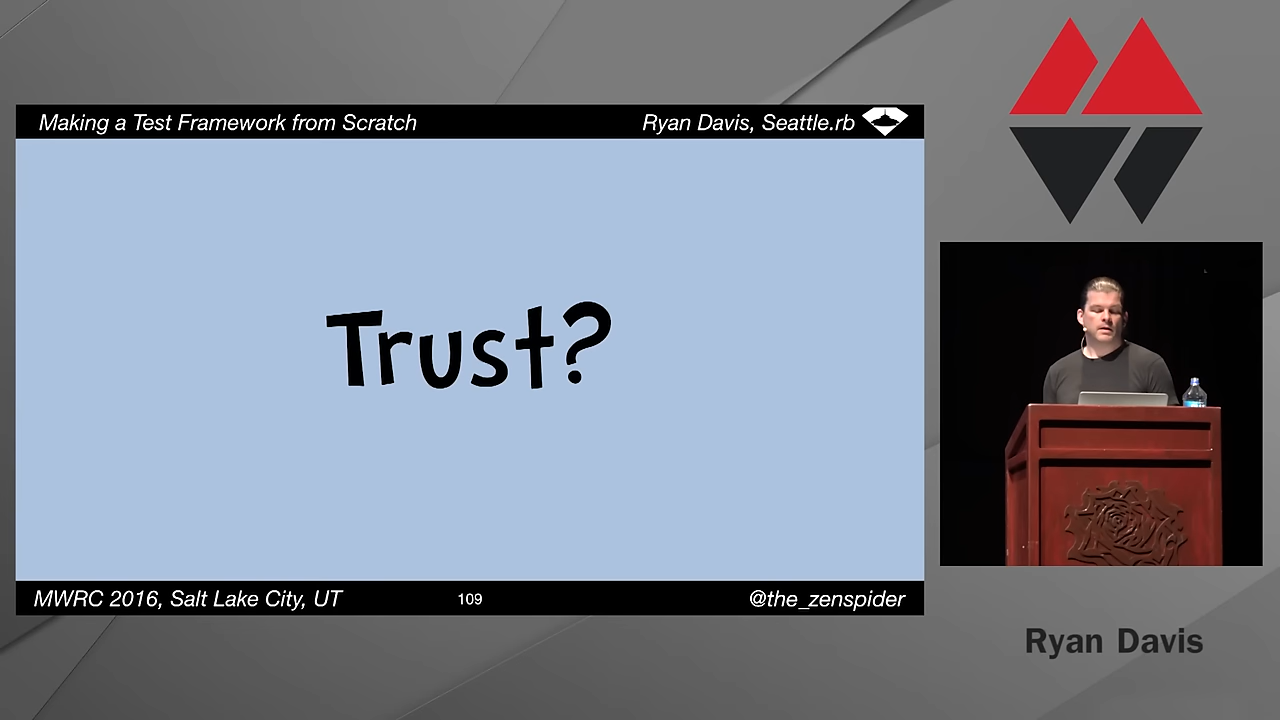 Making a Test Framework from Scratch
Ryan Davis, Seattle.rb
Trust?
MWRC 2016, Salt Lake City, UT
109
@the_zenspider
Ryan Davis